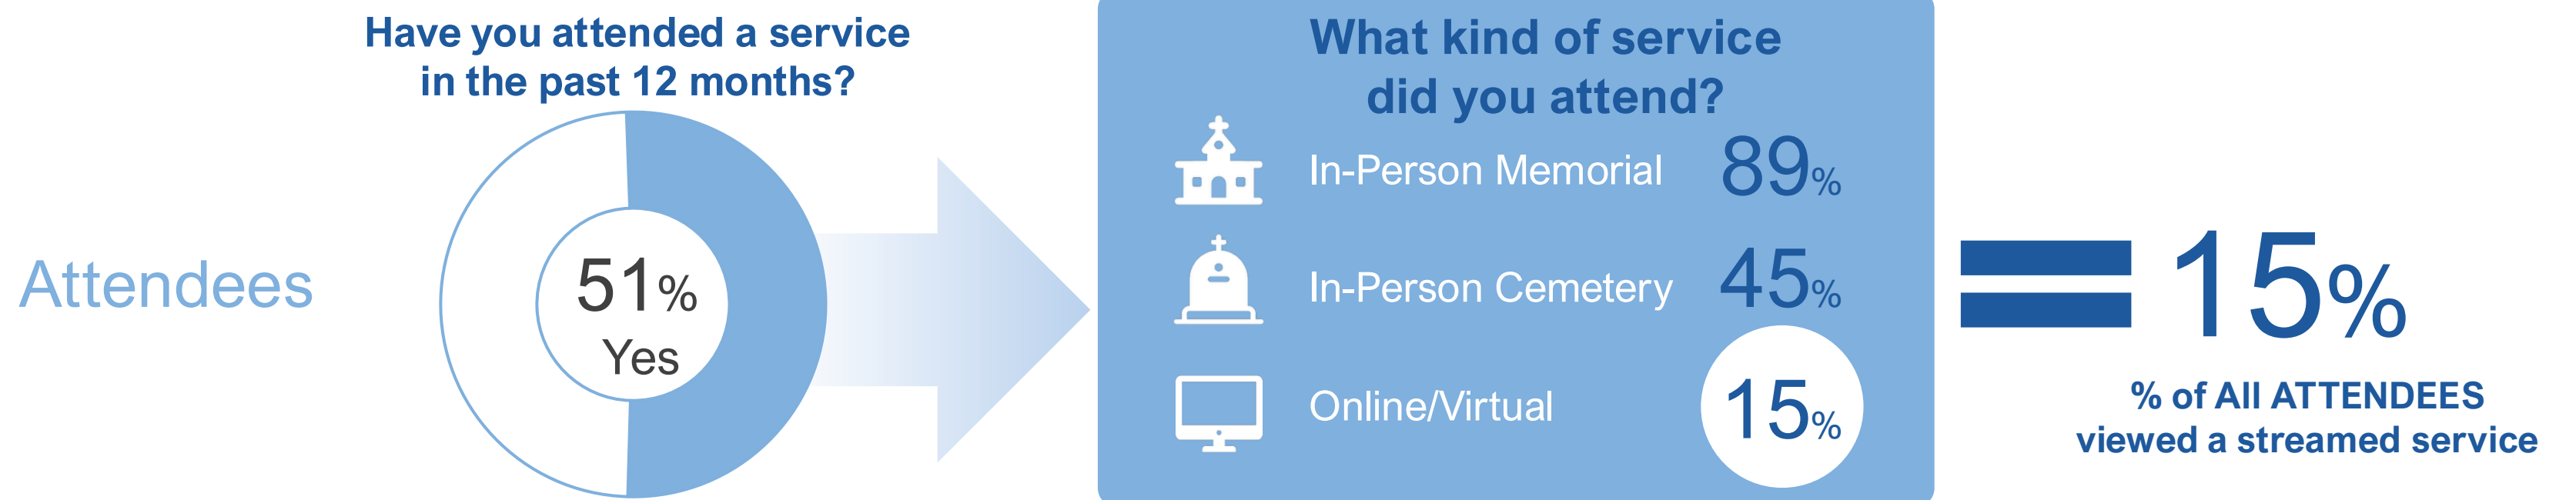 Have you attended a service
in the past 12 months?
Attendees
51%
Yes
What kind of service
did you attend?
In-Person Memorial 89%
In-Person Cemetery 45%
Online/Virtual 15%
= 15%
% of All ATTENDEES
viewed a streamed service